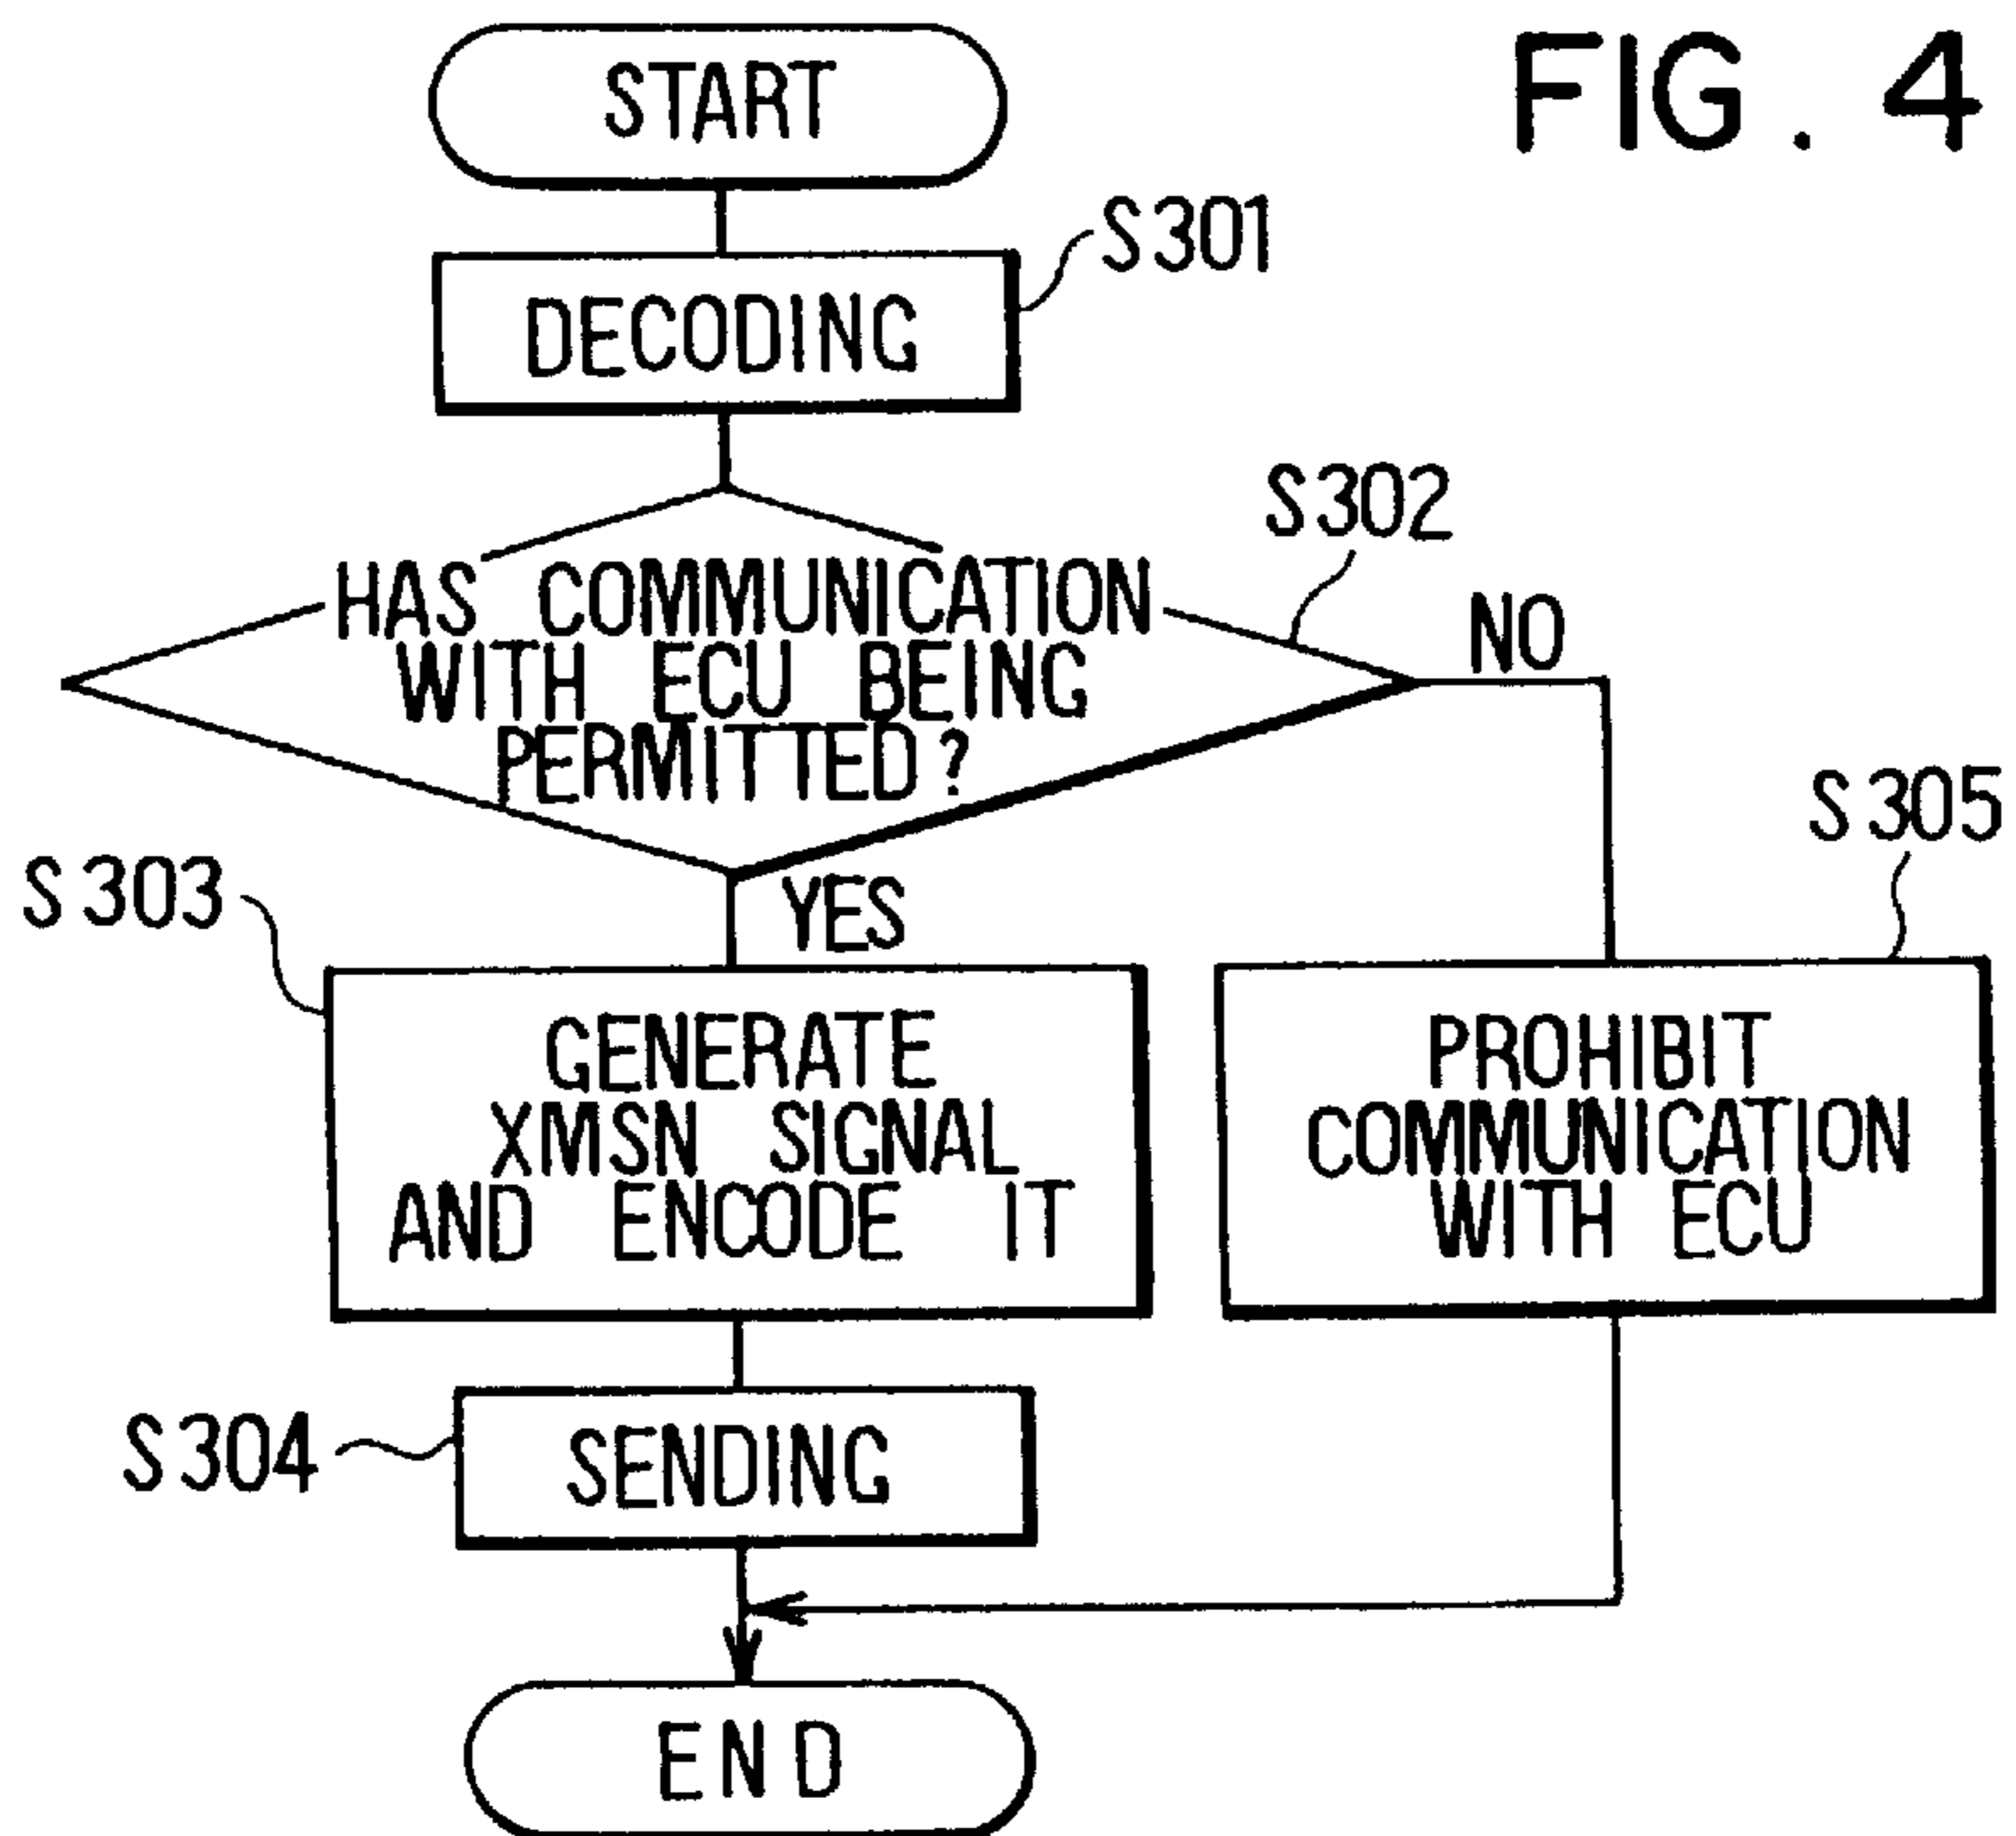 FIG. 4
START
S301
DECODING
S302
HAS COMMUNICATION
WITH ECU BEING
PERMITTED?
NO
YES
S303
GENERATE
XMSN SIGNAL
AND ENCODE IT
S305
PROHIBIT
COMMUNICATION
WITH ECU
S304
SENDING
END